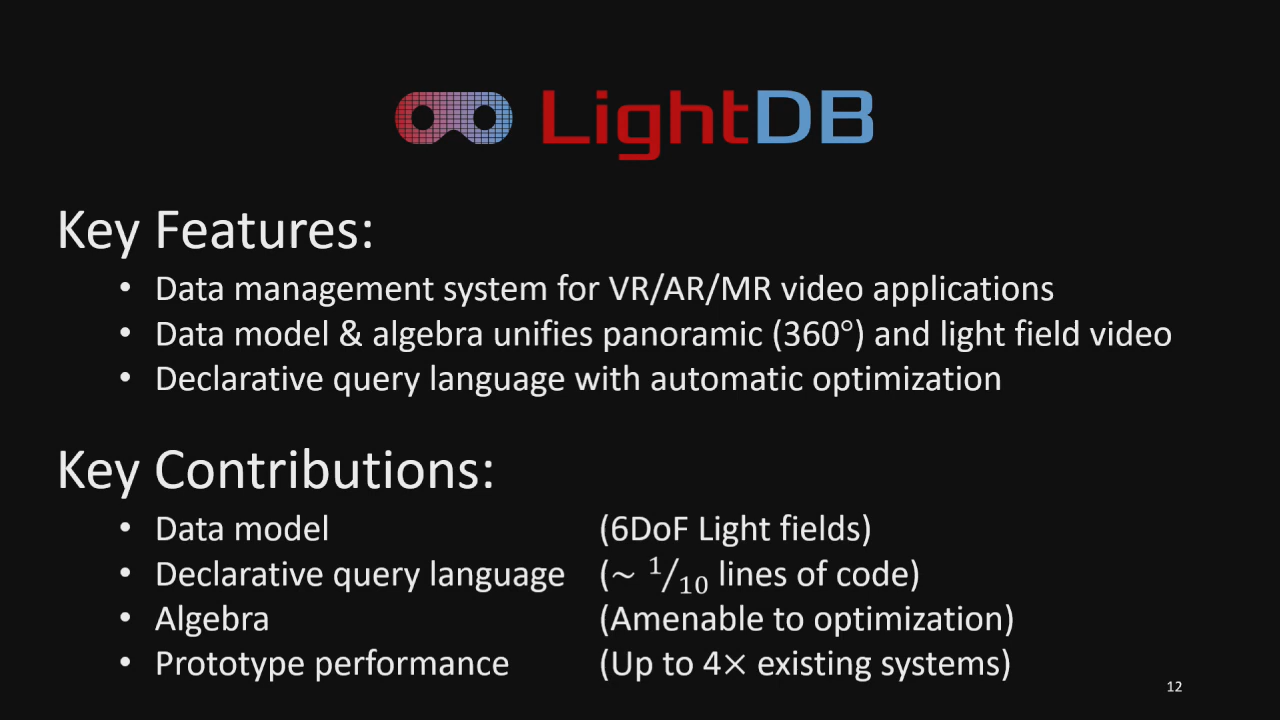 LightDB
Key Features:
• Data management system for VR/AR/MR video applications
• Data model & algebra unifies panoramic (360°) and light field video
• Declarative query language with automatic optimization
Key Contributions:
• Data model (6DoF Light fields)
• Declarative query language (~ 1/10 lines of code)
• Algebra (Amenable to optimization)
• Prototype performance (Up to 4× existing systems)
12